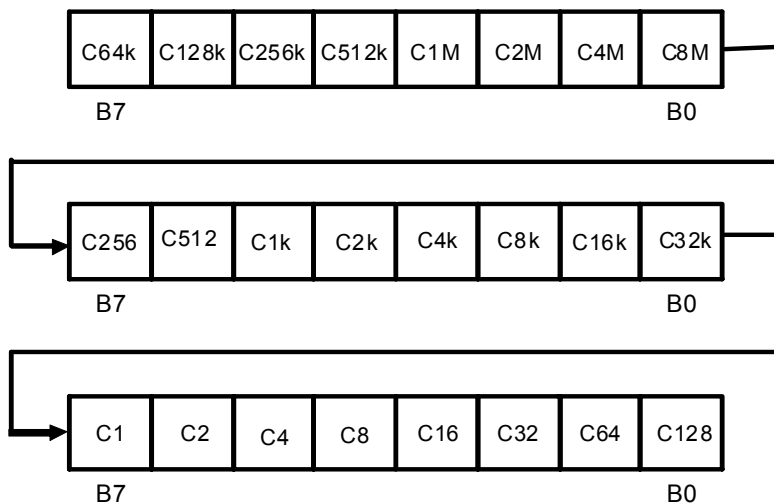 C64k C128k C256k C512k C1M C2M C4M C8M
B7 B0
C256 C512 C1k C2k C4k C8k C16k C32k
B7 B0
C1 C2 C4 C8 C16 C32 C64 C128
B7 B0